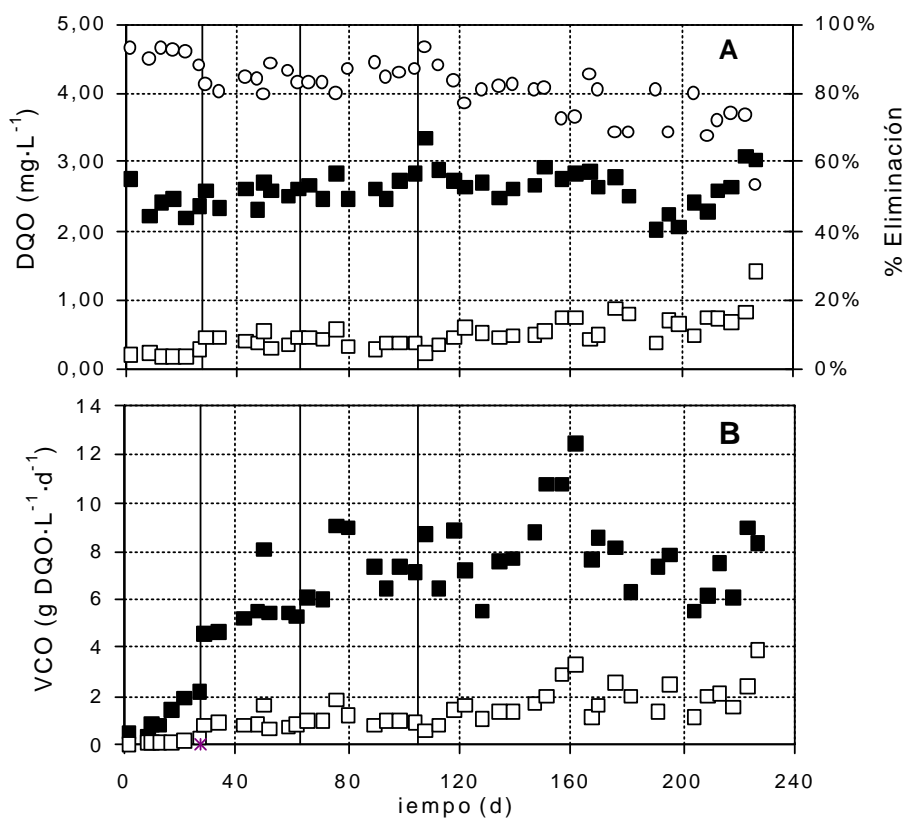 A
DQO (mg·L⁻¹)
5,00
4,00
3,00
2,00
1,00
0,00
100%
80%
60%
40%
20%
0%
% Eliminación
B
VCO (g DQO·L⁻¹·d⁻¹)
14
12
10
8
6
4
2
0
0 40 80 120 160 200 240
iempo (d)